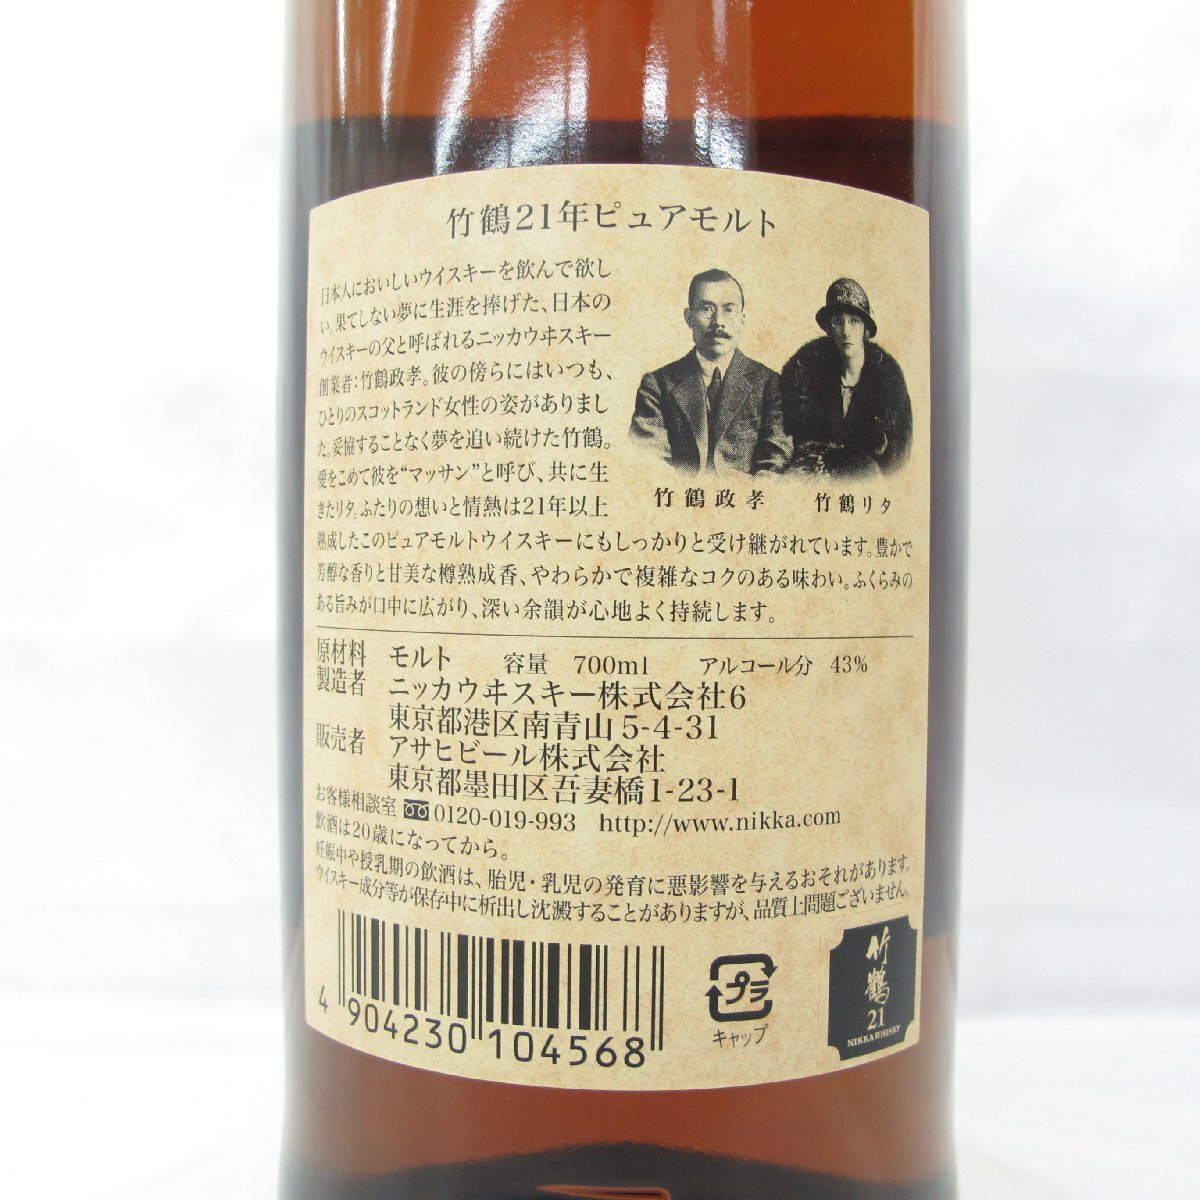 竹鶴21年ピュアモルト
日本人においしいウイスキーを飲んで欲し
い。果てしない夢に生涯を捧げた、日本の
ウイスキーの父と呼ばれるニッカウヰスキー
創業者:竹鶴政孝。彼の傍らにはいつも、
ひとりのスコットランド女性の姿がありまし
た。妥協することなく夢を追い続けた竹鶴。
愛をこめて彼を“マッサン”と呼び、共に生
きたリタ。ふたりの想いと情熱は21年以上
熟成したこのピュアモルトウイスキーにもしっかりと受け継がれています。豊かで
芳醇な香りと甘美な樽熟成香、やわらかで複雑なコクのある味わい。ふくらみの
ある旨みが口中に広がり、深い余韻が心地よく持続します。
竹鶴政孝
竹鶴リタ
原材料 モルト 容量 700ml アルコール分 43%
製造者 ニッカウヰスキー株式会社6
東京都港区南青山5-4-31
販売者 アサヒビール株式会社
東京都墨田区吾妻橋1-23-1
お客様相談室 0120-019-993 http://www.nikka.com
飲酒は20歳になってから。
妊娠中や授乳期の飲酒は、胎児・乳児の発育に悪影響を与えるおそれがあります。
ウイスキー成分等が保存中に析出し沈澱することがありますが、品質上問題ございません。
4 904230 104568
プラ
キャップ
竹鶴
21
NIKKA WHISKY